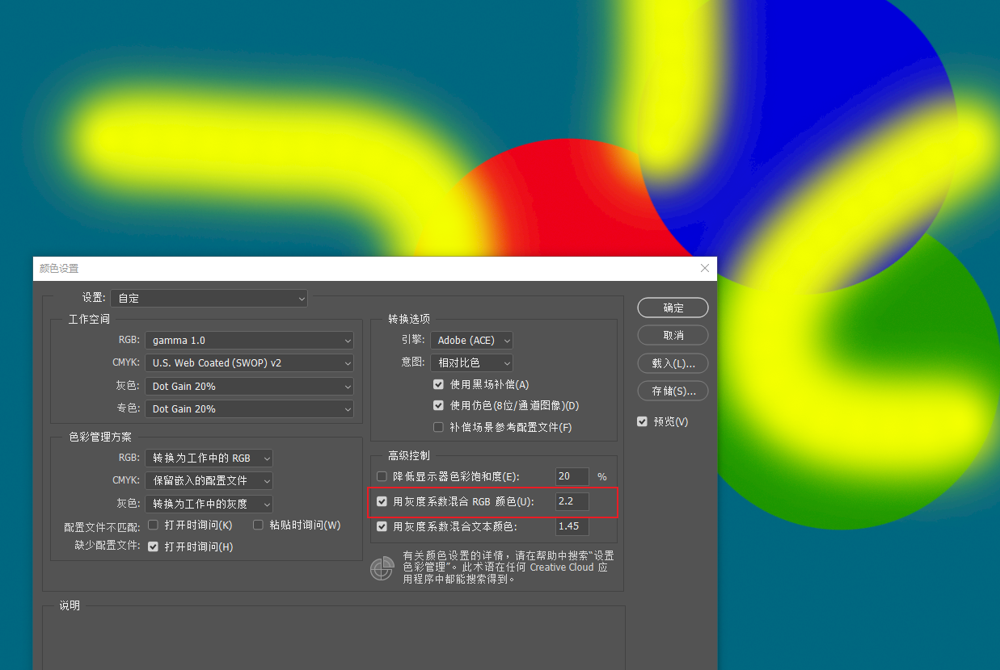 颜色设置
设置: 自定
工作空间
RGB: gamma 1.0
CMYK: U.S. Web Coated (SWOP) v2
灰色: Dot Gain 20%
专色: Dot Gain 20%
色彩管理方案
RGB: 转换为工作中的 RGB
CMYK: 保留嵌入的配置文件
灰色: 转换为工作中的灰度
配置文件不匹配: 打开时询问(K) 粘贴时询问(W)
缺少配置文件: 打开时询问(H)
转换选项
引擎: Adobe (ACE)
意图: 相对比色
使用黑场补偿(A)
使用仿色(8位/通道图像)(D)
补偿场景参考配置文件(F)
高级控制
降低显示器色彩饱和度(E): 20 %
用灰度系数混合 RGB 颜色(U): 2.2
用灰度系数混合文本颜色: 1.45
有关颜色设置的详情，请在帮助中搜索“设置
色彩管理”。此术语在任何 Creative Cloud 应
用程序中都能搜索得到。
确定
取消
载入(L)...
存储(S)...
预览(V)
说明